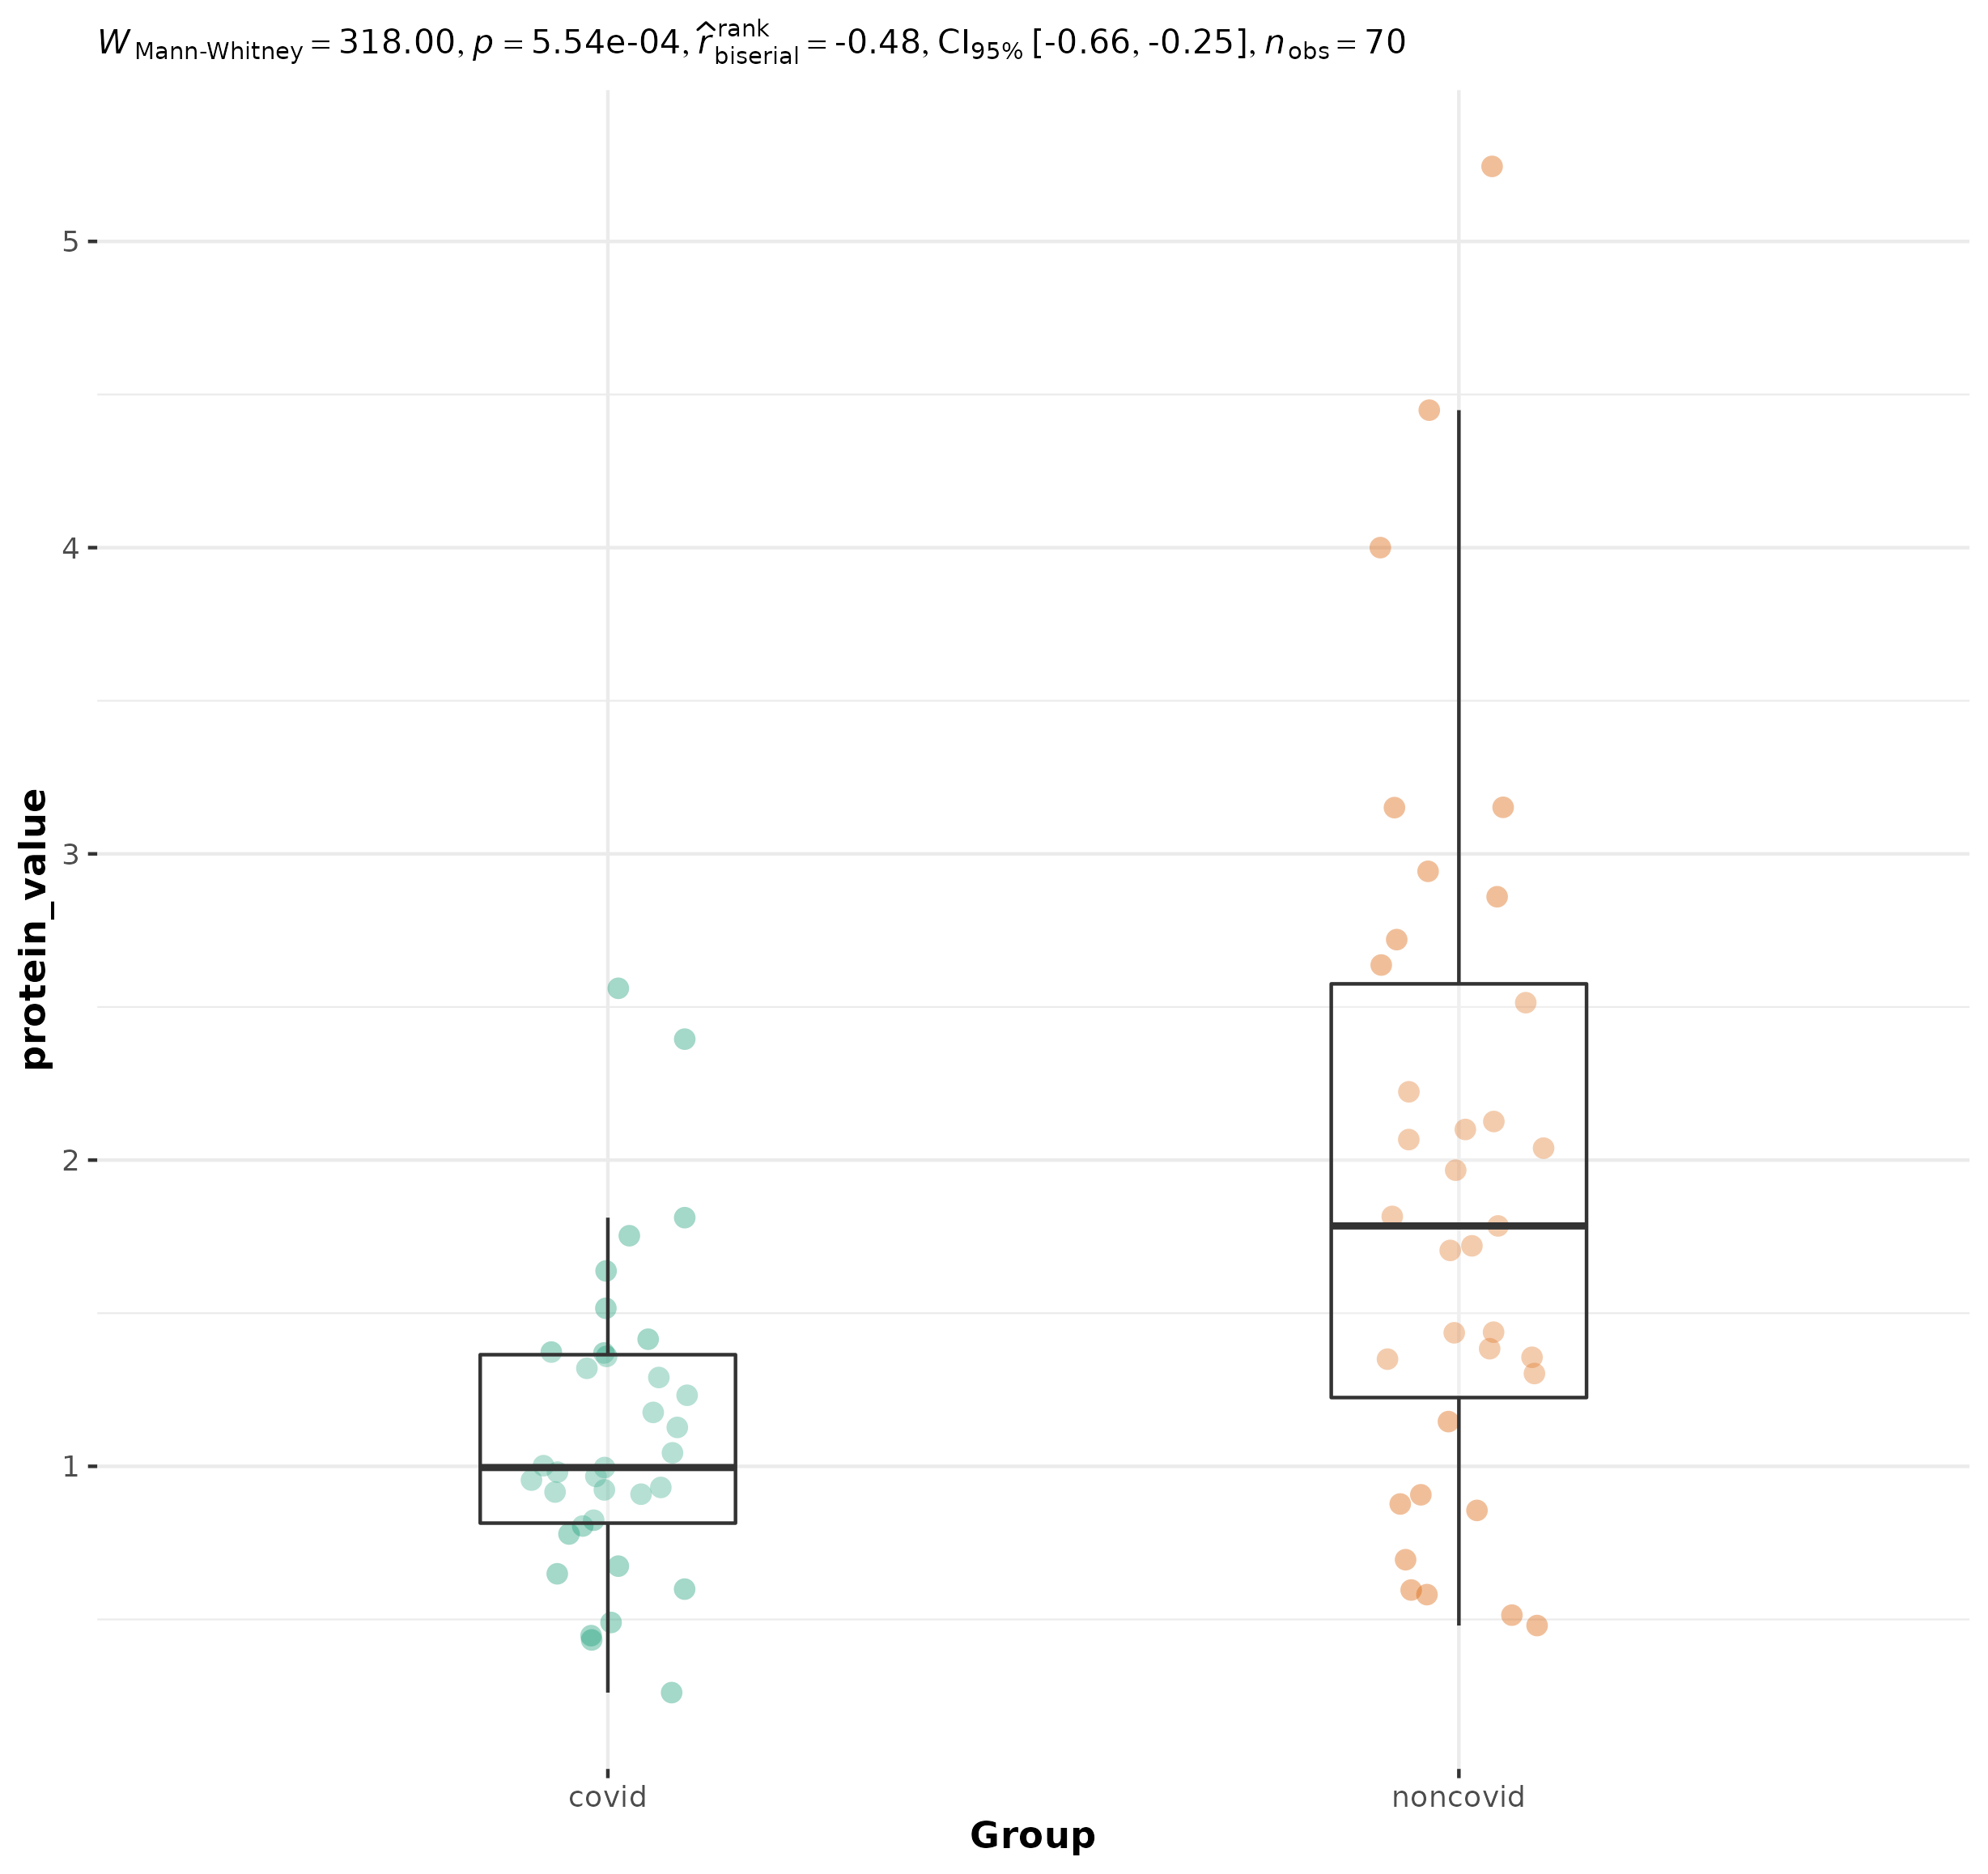 W Mann-Whitney = 318.00, p = 5.54e-04, r̂ rank biserial = -0.48, CI95% [-0.66, -0.25], n obs = 70
protein_value
5
4
3
2
1
covid noncovid
Group